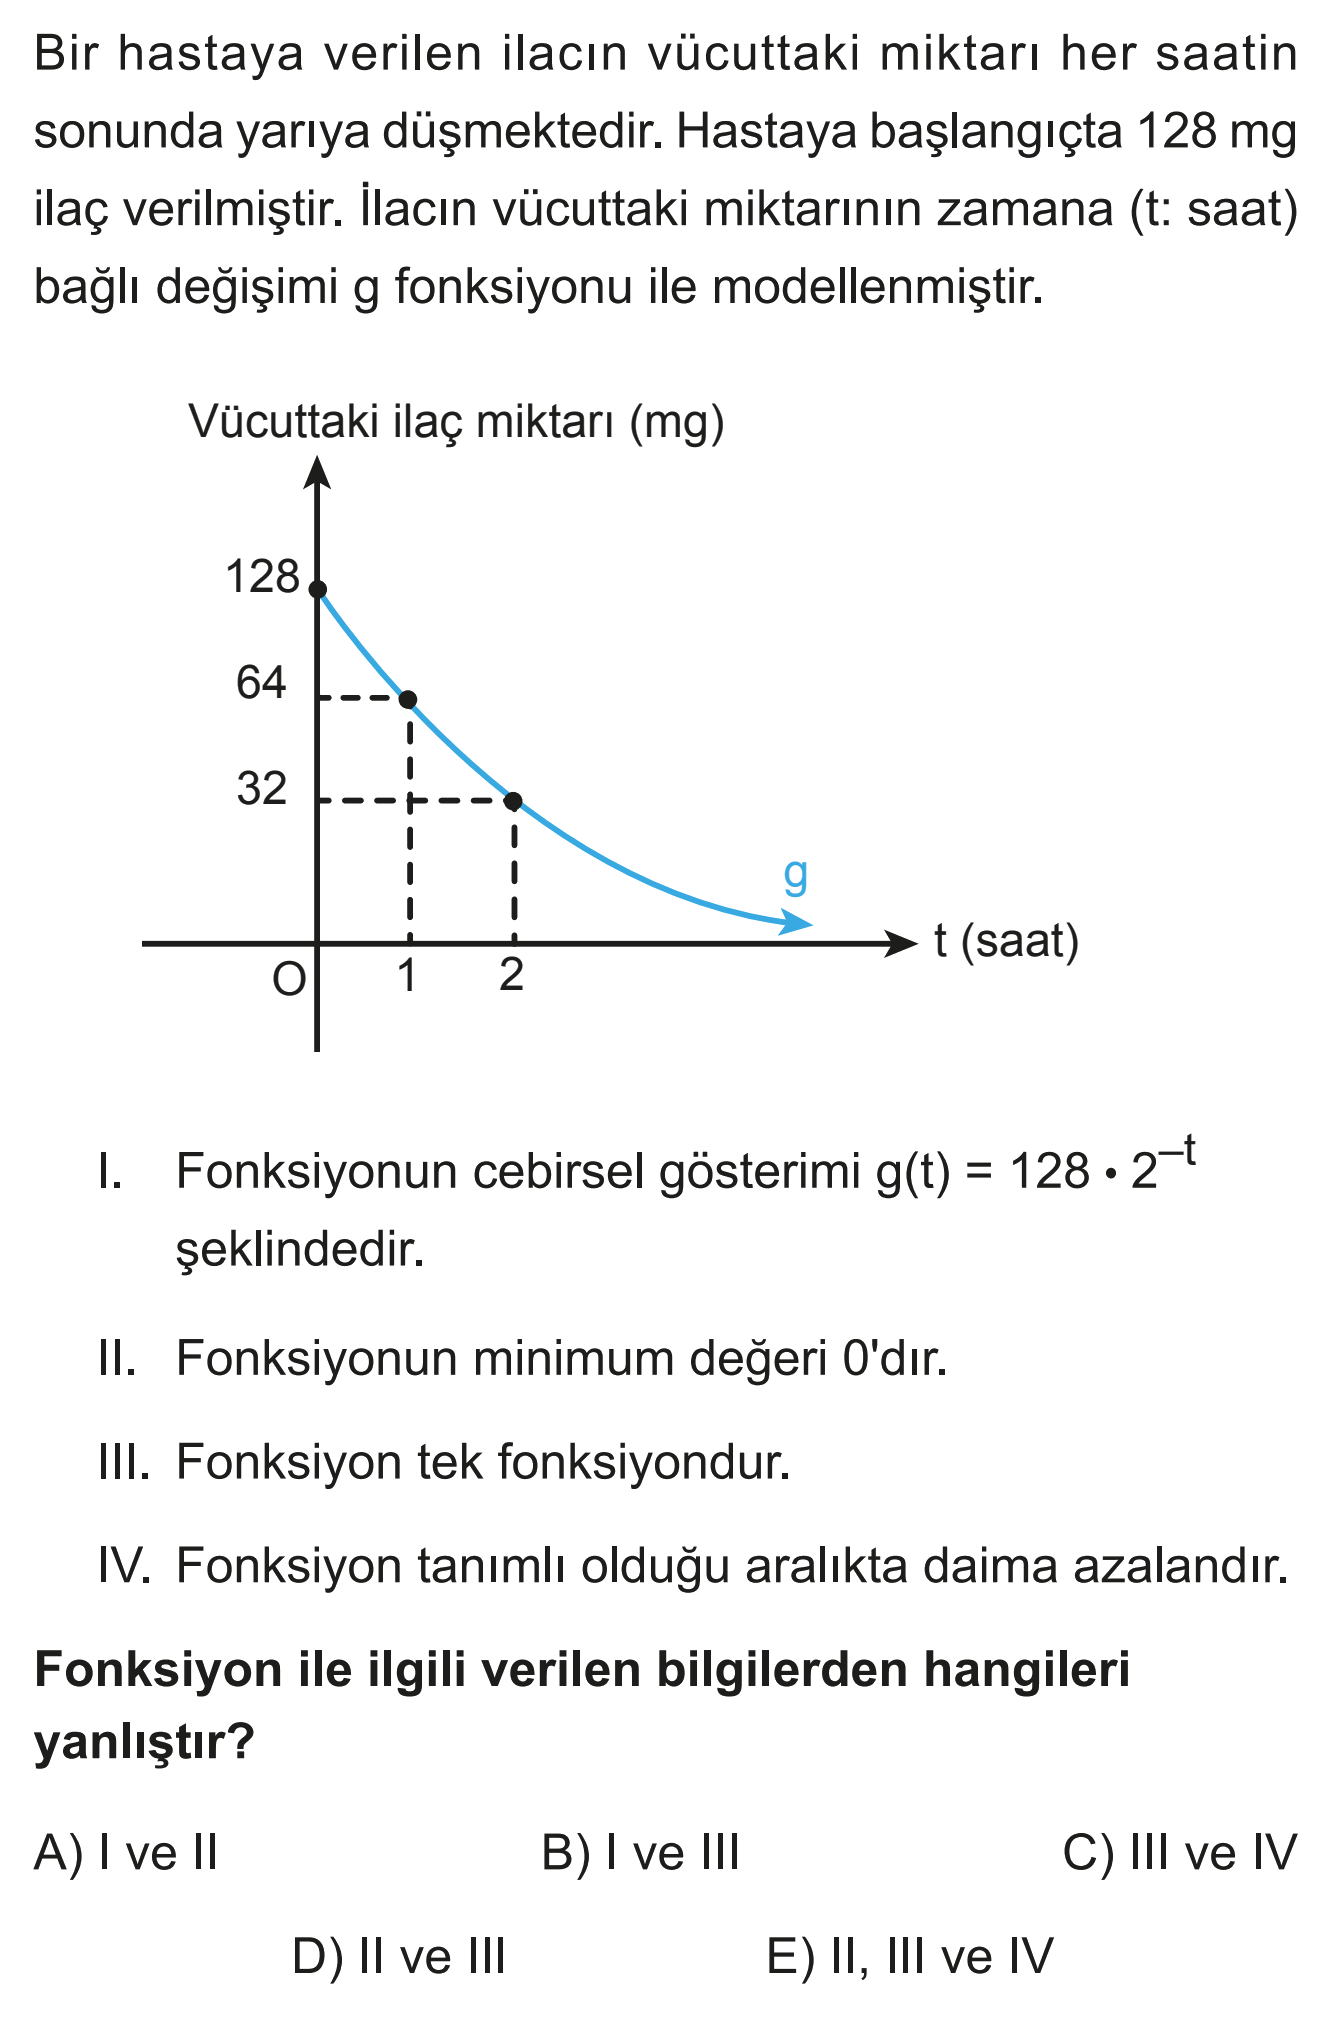 Bir hastaya verilen ilacın vücuttaki miktarı her saatin
sonunda yarıya düşmektedir. Hastaya başlangıçta 128 mg
ilaç verilmiştir. İlacın vücuttaki miktarının zamana (t: saat)
bağlı değişimi g fonksiyonu ile modellenmiştir.
Vücuttaki ilaç miktarı (mg)
128
64
32
g
t (saat)
O 1 2
I. Fonksiyonun cebirsel gösterimi g(t) = 128 • 2⁻ᵗ
şeklindedir.
II. Fonksiyonun minimum değeri 0'dır.
III. Fonksiyon tek fonksiyondur.
IV. Fonksiyon tanımlı olduğu aralıkta daima azalandır.
Fonksiyon ile ilgili verilen bilgilerden hangileri
yanlıştır?
A) I ve II B) I ve III C) III ve IV
D) II ve III E) II, III ve IV